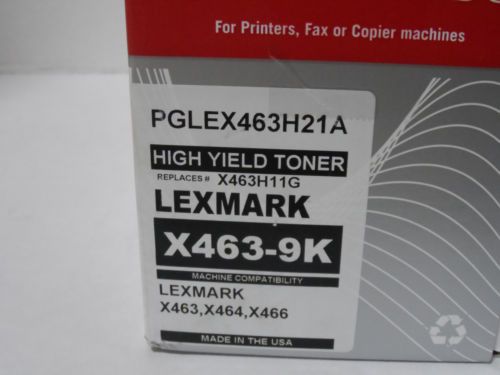 For Printers, Fax or Copier machines
PGLEX463H21A
HIGH YIELD TONER
REPLACES# X463H11G
LEXMARK
X463-9K
MACHINE COMPATIBILITY
LEXMARK
X463,X464,X466
MADE IN THE USA